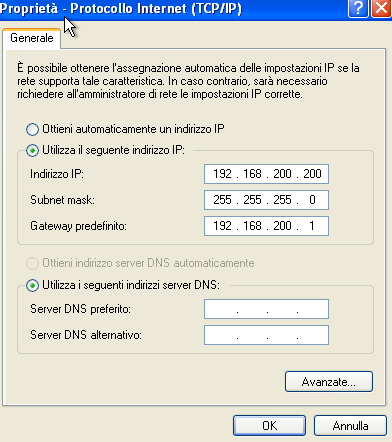 Proprietà - Protocollo Internet (TCP/IP)
Generale
È possibile ottenere l'assegnazione automatica delle impostazioni IP se la
rete supporta tale caratteristica. In caso contrario, sarà necessario
richiedere all'amministratore di rete le impostazioni IP corrette.
Ottieni automaticamente un indirizzo IP
Utilizza il seguente indirizzo IP:
Indirizzo IP: 192 . 168 . 200 . 200
Subnet mask: 255 . 255 . 255 . 0
Gateway predefinito: 192 . 168 . 200 . 1
Ottieni indirizzo server DNS automaticamente
Utilizza i seguenti indirizzi server DNS:
Server DNS preferito: . . .
Server DNS alternativo: . . .
Avanzate...
OK Annulla